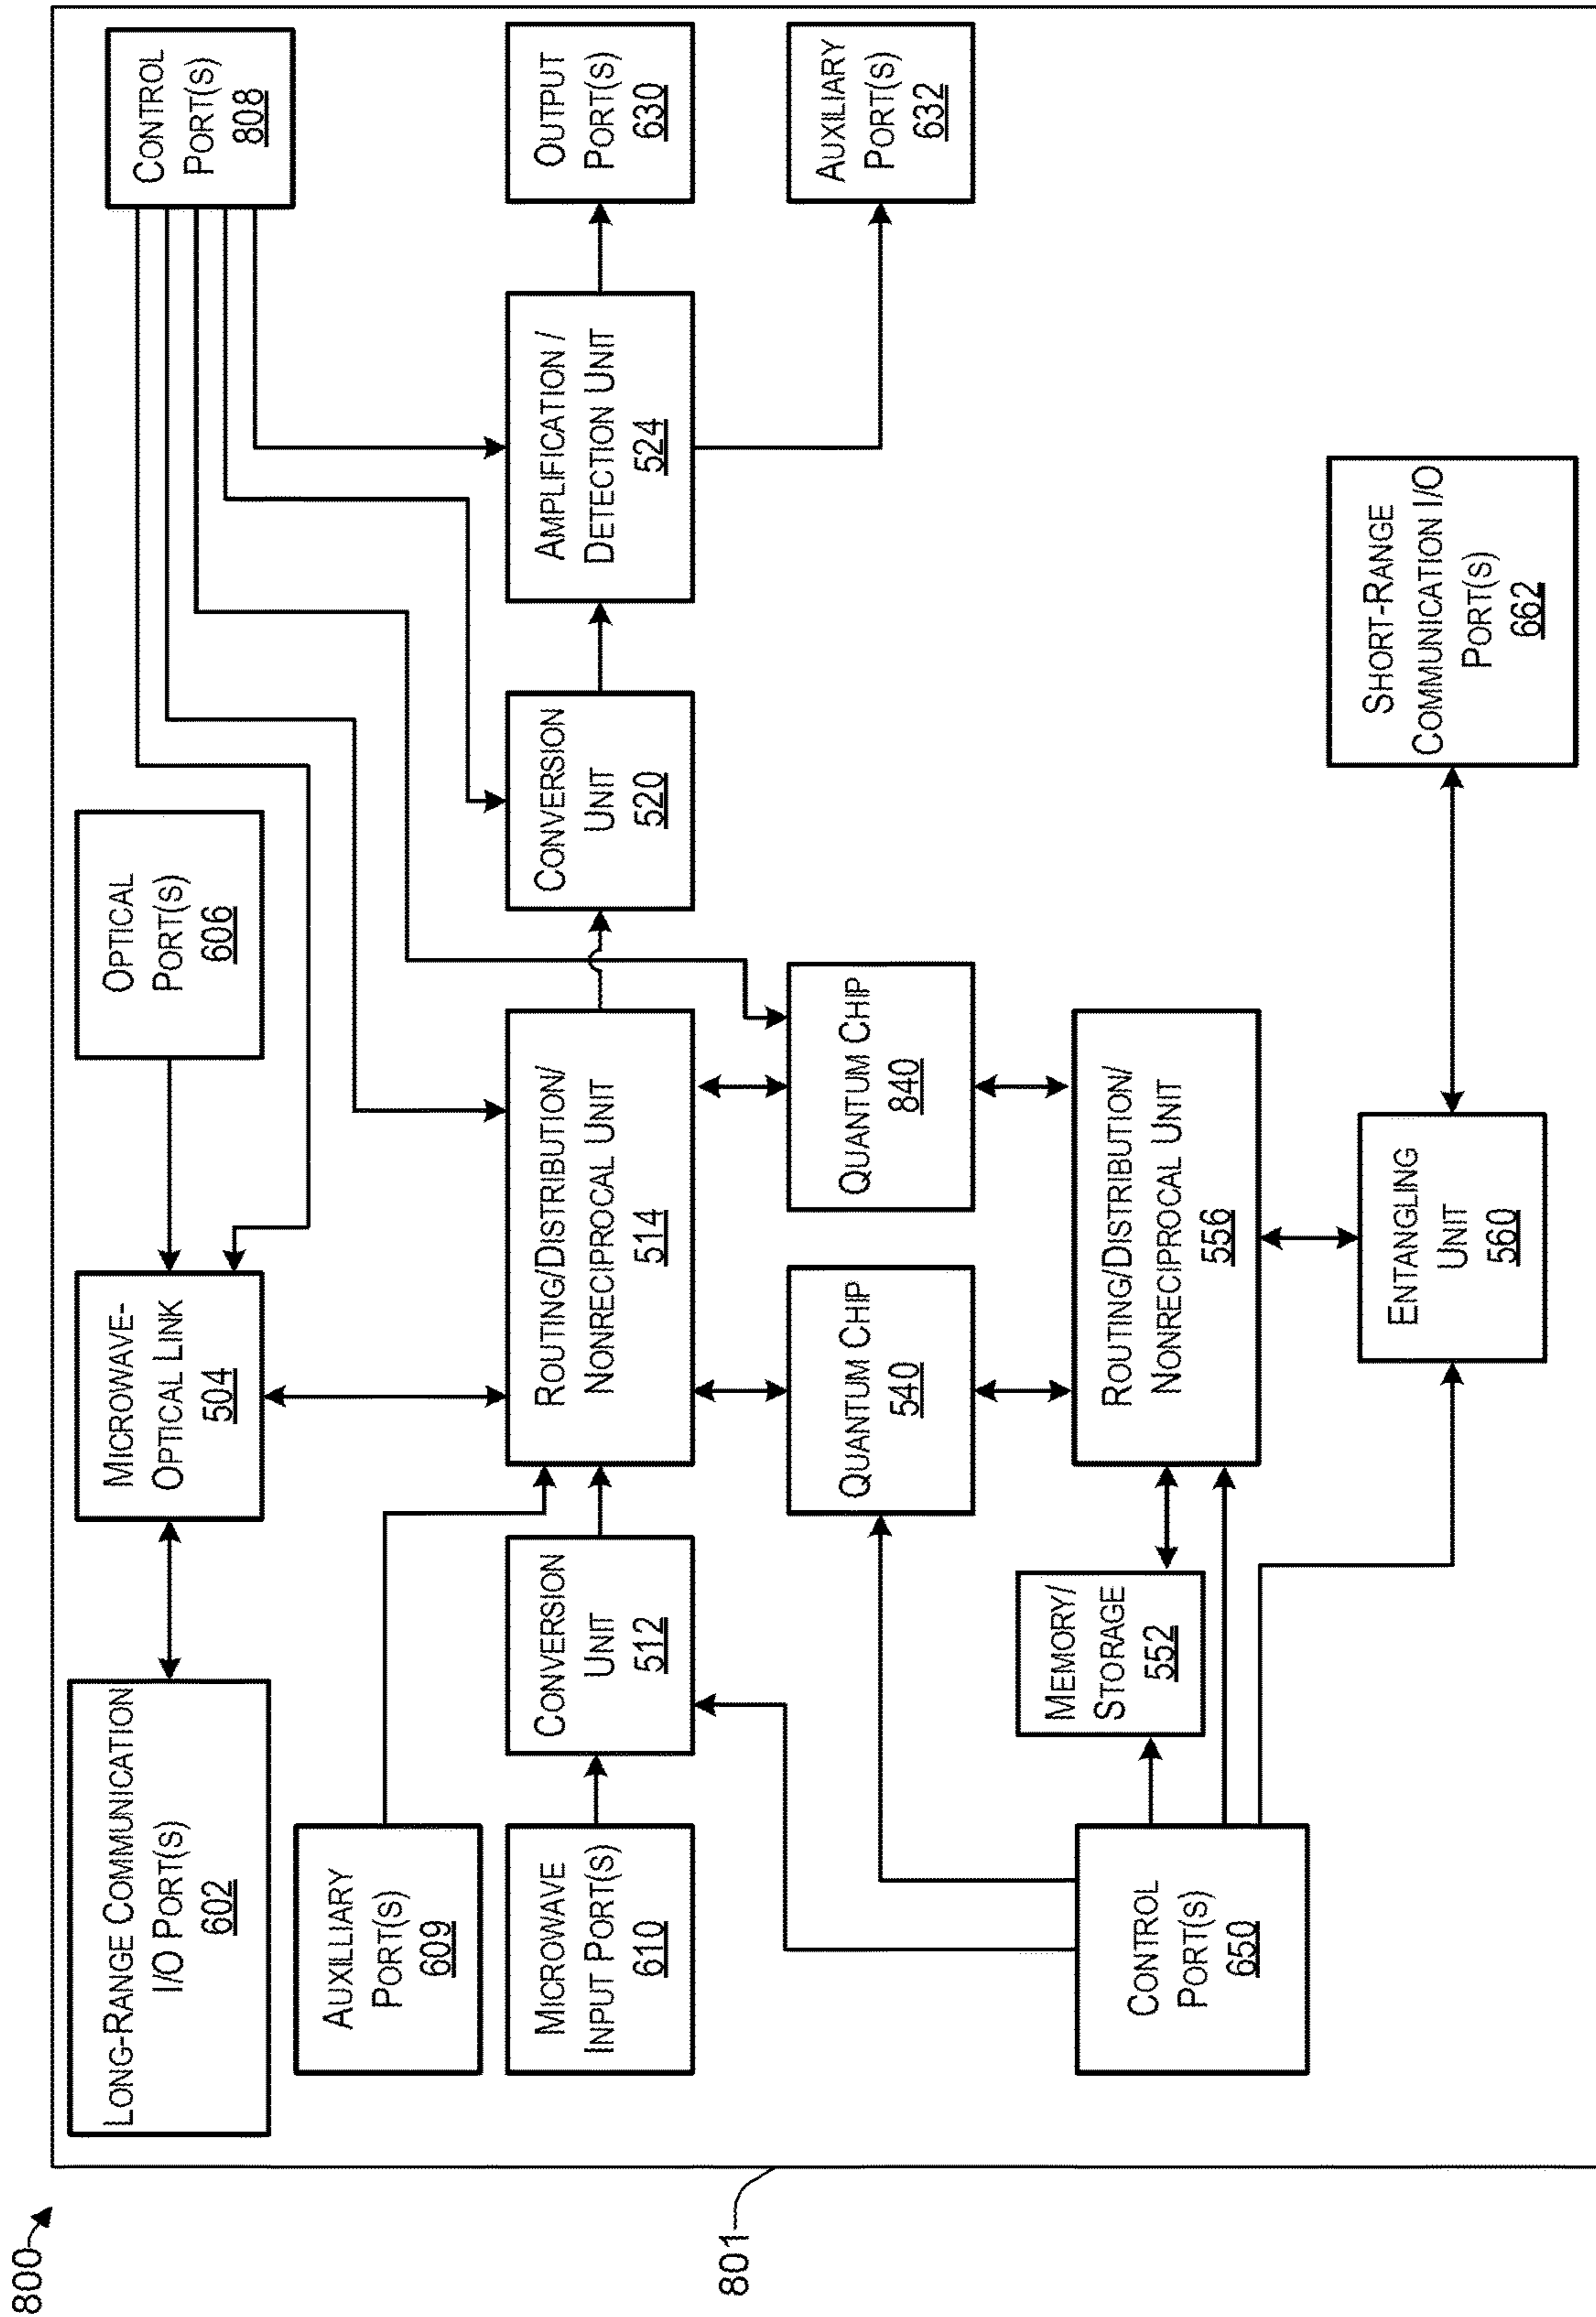 800
801
LONG-RANGE COMMUNICATION
I/O PORT(S)
602
MICROWAVE-
OPTICAL LINK
504
OPTICAL
PORT(S)
606
CONTROL
PORT(S)
808
AUXILLIARY
PORT(S)
609
MICROWAVE
INPUT PORT(S)
610
CONVERSION
UNIT
512
ROUTING/DISTRIBUTION/
NONRECIPROCAL UNIT
514
CONVERSION
UNIT
520
AMPLIFICATION /
DETECTION UNIT
524
OUTPUT
PORT(S)
630
QUANTUM CHIP
540
QUANTUM CHIP
840
AUXILIARY
PORT(S)
632
CONTROL
PORT(S)
650
MEMORY/
STORAGE
552
ROUTING/DISTRIBUTION/
NONRECIPROCAL UNIT
556
ENTANGLING
UNIT
560
SHORT-RANGE
COMMUNICATION I/O
PORT(S)
662